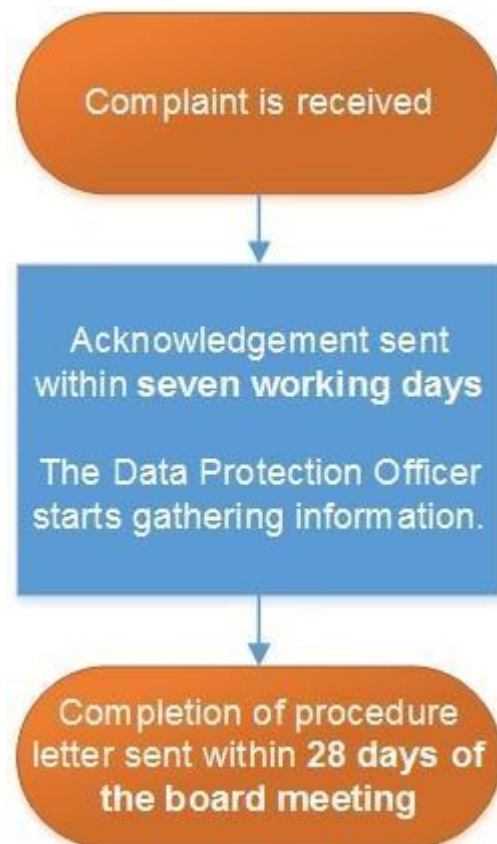 Complaint is received
Acknowledgement sent
within seven working days
The Data Protection Officer
starts gathering information.
Completion of procedure
letter sent within 28 days of
the board meeting